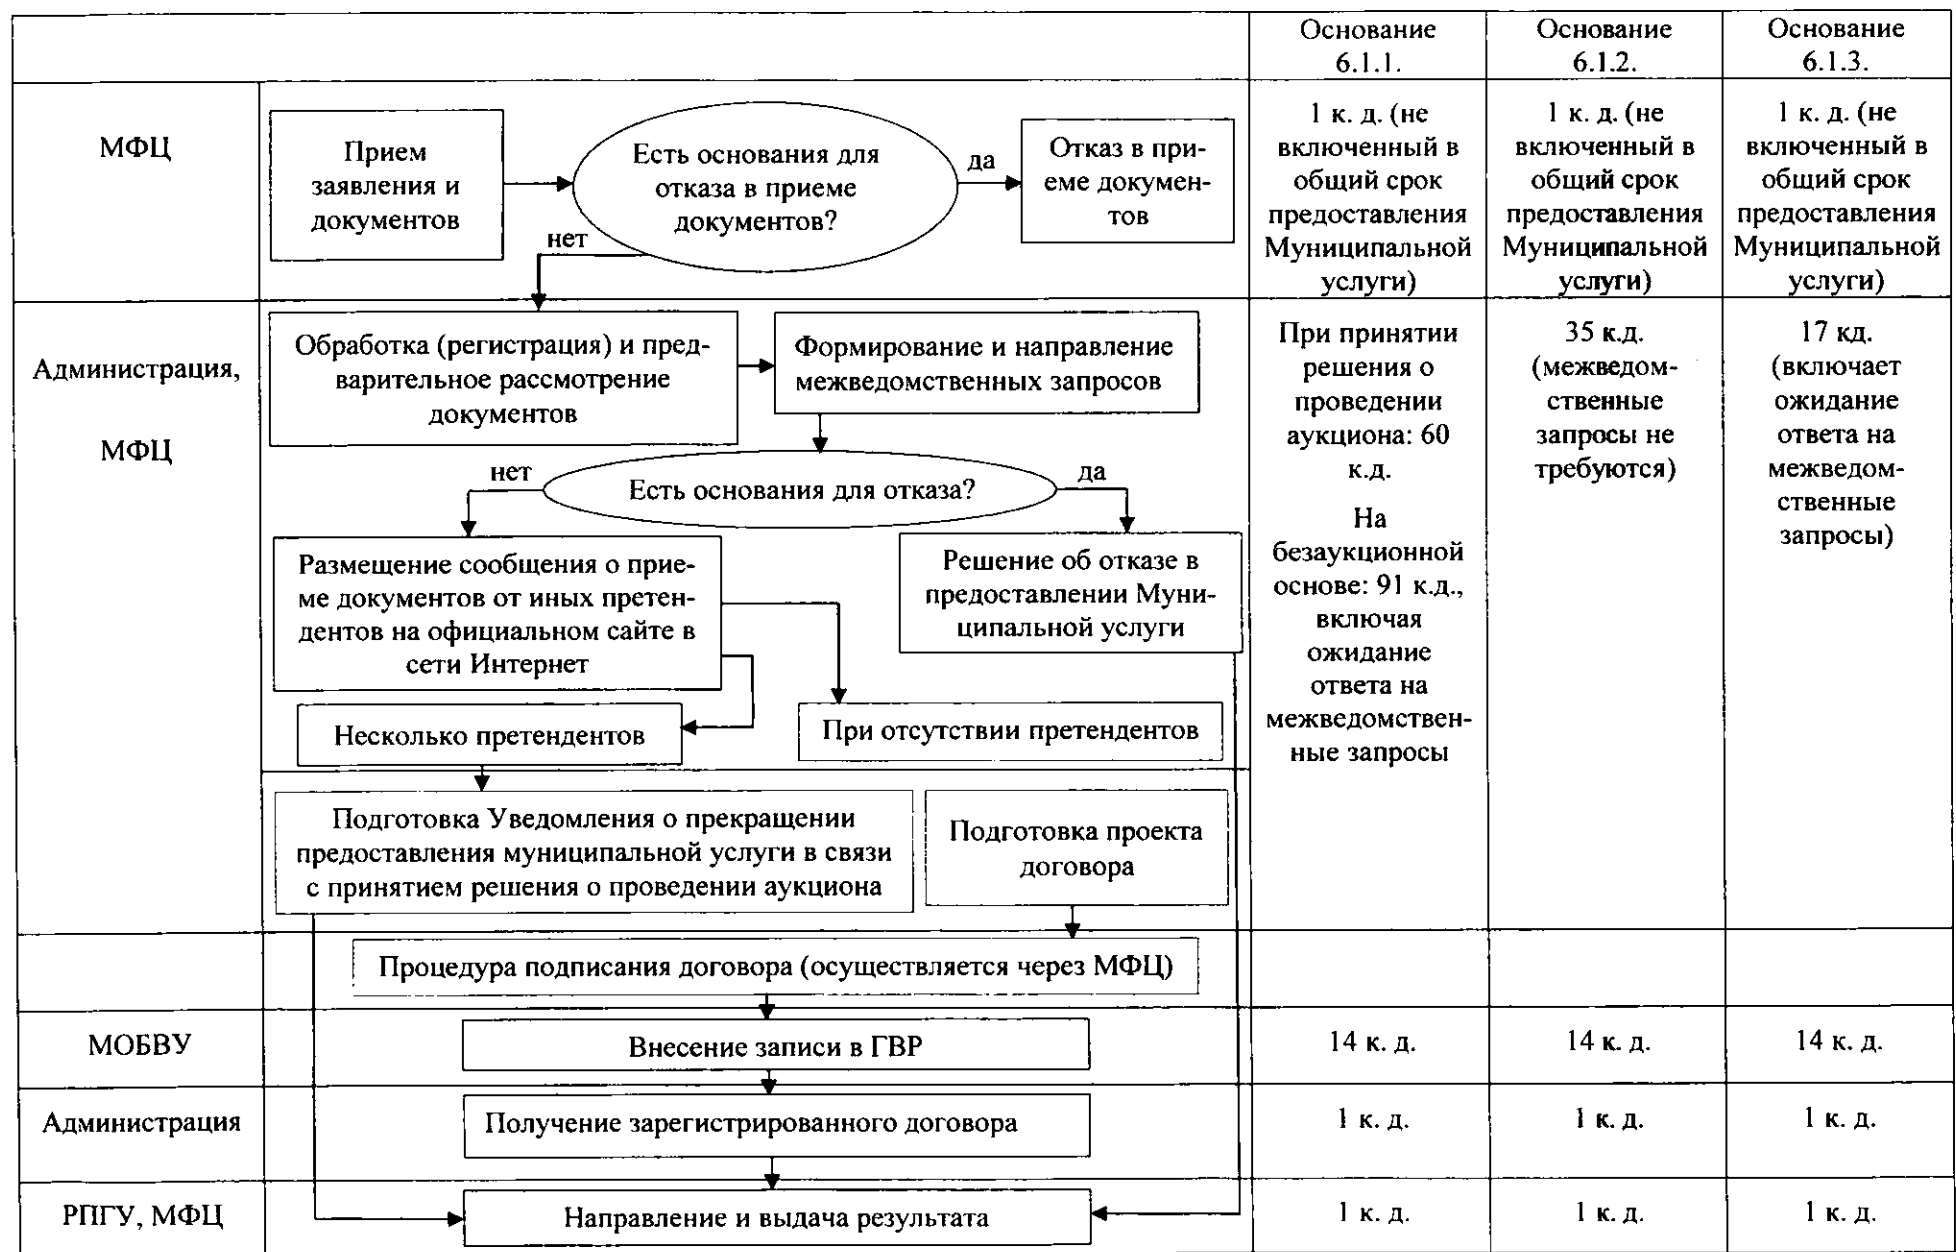 Основание
6.1.1.
Основание
6.1.2.
Основание
6.1.3.
МФЦ
Прием
заявления и
документов
Есть основания для
отказа в приеме
документов?
да
нет
Отказ в при-
еме докумен-
тов
1 к. д. (не
включенный в
общий срок
предоставления
Муниципальной
услуги)
1 к. д. (не
включенный в
общий срок
предоставления
Муниципальной
услуги)
1 к. д. (не
включенный в
общий срок
предоставления
Муниципальной
услуги)
Администрация,
МФЦ
Обработка (регистрация) и пред-
варительное рассмотрение
документов
Формирование и направление
межведомственных запросов
нет
Есть основания для отказа?
да
Размещение сообщения о прие-
ме документов от иных претен-
дентов на официальном сайте в
сети Интернет
Решение об отказе в
предоставлении Муни-
ципальной услуги
Несколько претендентов
При отсутствии претендентов
Подготовка Уведомления о прекращении
предоставления муниципальной услуги в связи
с принятием решения о проведении аукциона
Подготовка проекта
договора
При принятии
решения о
проведении
аукциона: 60
к.д.
На
безаукционной
основе: 91 к.д.,
включая
ожидание
ответа на
межведомствен-
ные запросы
35 к.д.
(межведом-
ственные
запросы не
требуются)
17 кд.
(включает
ожидание
ответа на
межведом-
ственные
запросы)
Процедура подписания договора (осуществляется через МФЦ)
МОБВУ
Внесение записи в ГВР
14 к. д.
14 к. д.
14 к. д.
Администрация
Получение зарегистрированного договора
1 к. д.
1 к. д.
1 к. д.
РПГУ, МФЦ
Направление и выдача результата
1 к. д.
1 к. д.
1 к. д.